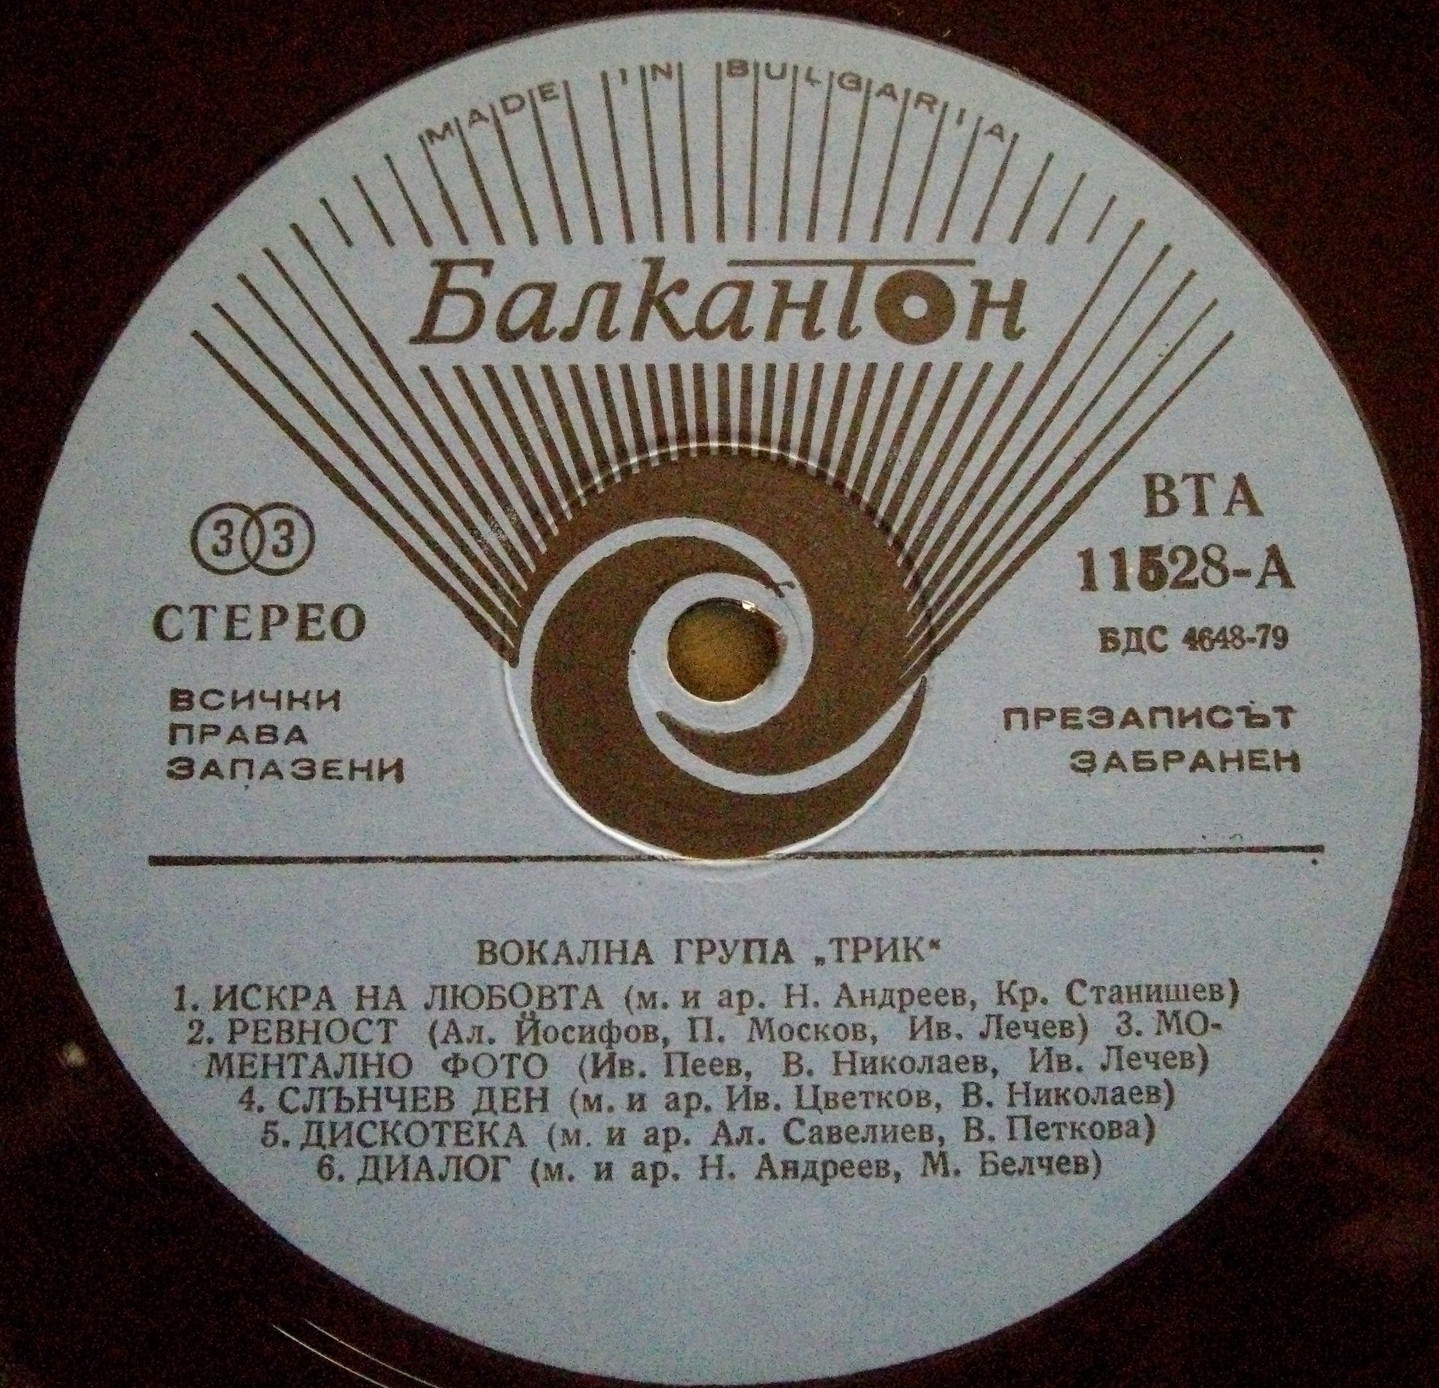 MADE IN BULGARIA
Балкантон
33
СТЕРЕО
ВСИЧКИ
ПРАВА
ЗАПАЗЕНИ
ВТА
11528-А
БДС 4648-79
ПРЕЗАПИСЪТ
ЗАБРАНЕН
ВОКАЛНА ГРУПА „ТРИК“
1. ИСКРА НА ЛЮБОВТА (м. и ар. Н. Андреев, Кр. Станишев)
2. РЕВНОСТ (Ал. Йосифов, П. Москов, Ив. Лечев) 3. МО-
МЕНТАЛНО ФОТО (Ив. Пеев, В. Николаев, Ив. Лечев)
4. СЛЪНЧЕВ ДЕН (м. и ар. Ив. Цветков, В. Николаев)
5. ДИСКОТЕКА (м. и ар. Ал. Савелиев, В. Петкова)
6. ДИАЛОГ (м. и ар. Н. Андреев, М. Белчев)